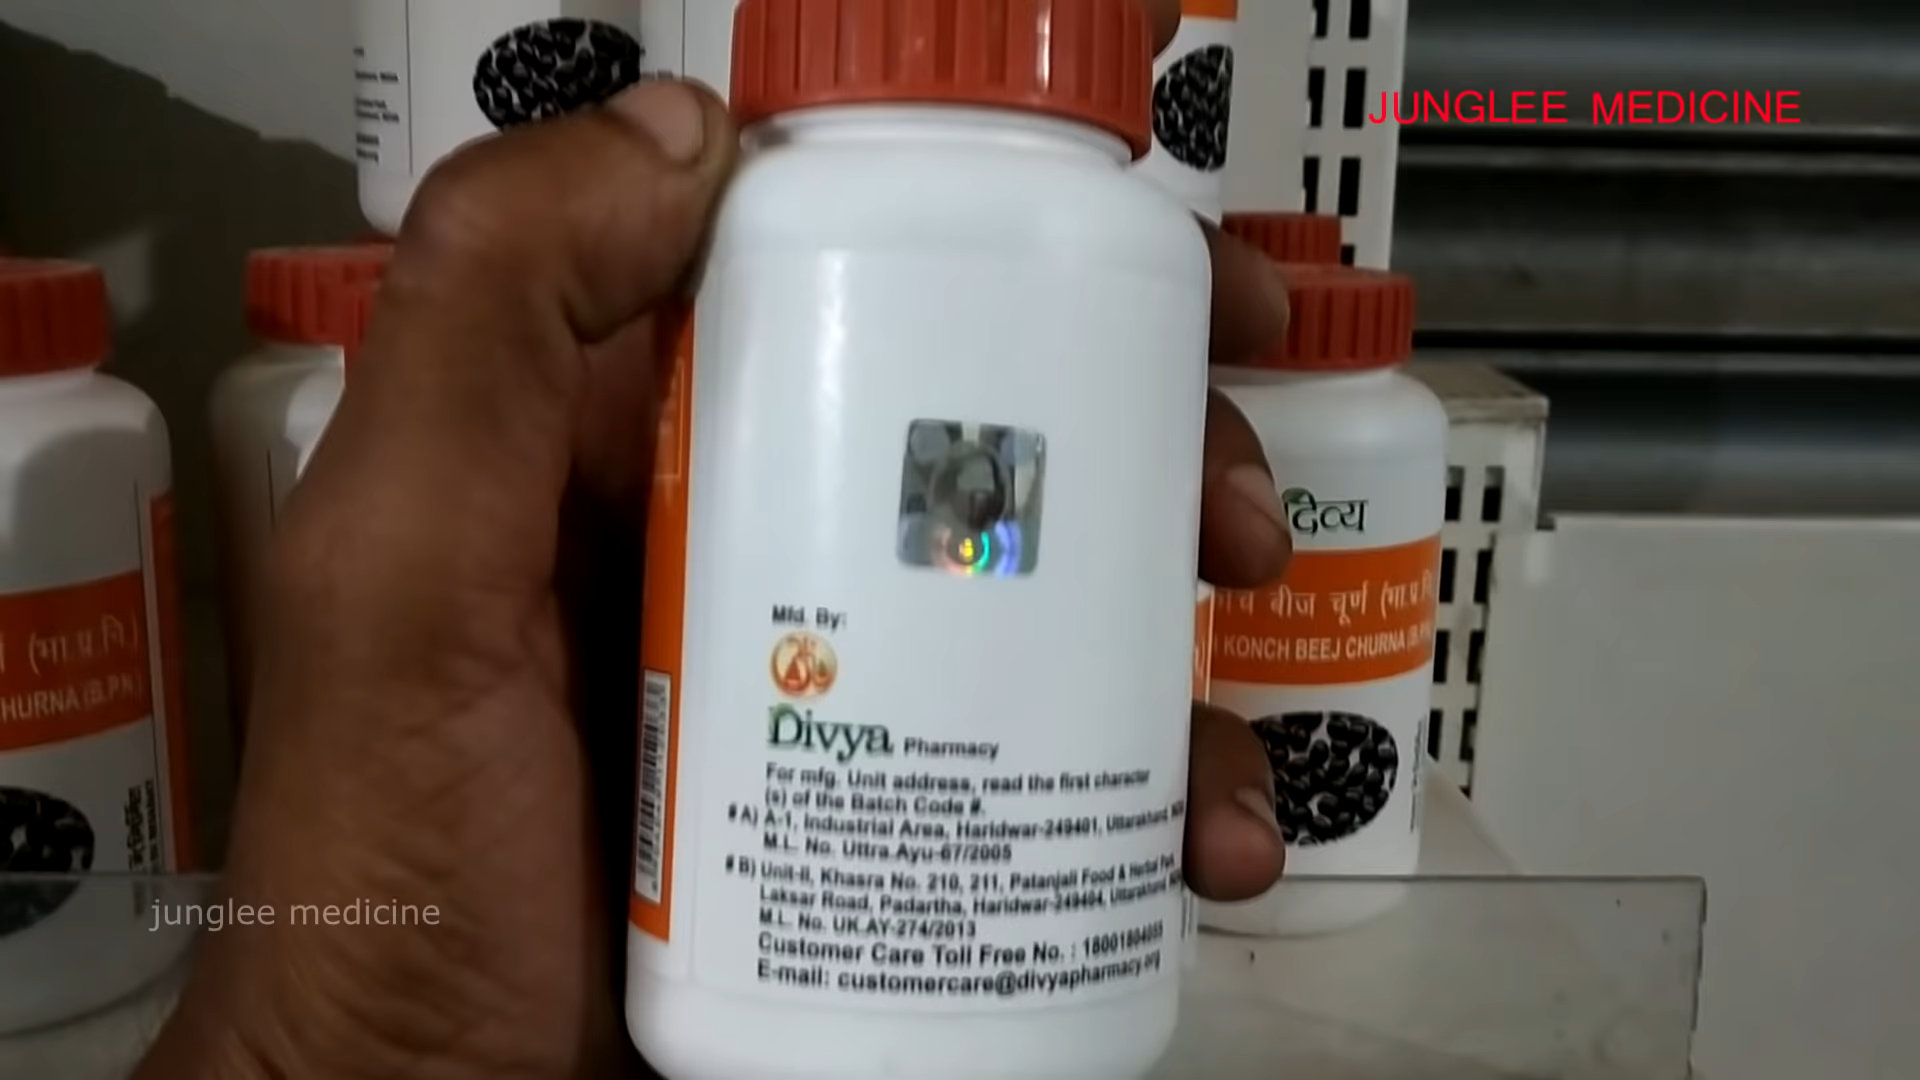 JUNGLEE MEDICINE
दिव्य
बीज चूर्ण (भा.प्र.नि.
KONCH BEEJ CHURNA (B.P.N.
(भा.प्र.नि.)
HURNA (B.P.N.)
Mfd. By:
Divya Pharmacy
For mfg. Unit address, read the first character
(s) of the Batch Code #.
# A) A-1, Industrial Area, Haridwar-249401, Uttarakhand,
M.L. No. Uttra.Ayu-67/2005
# B) Unit-II, Khasra No. 210, 211, Patanjali Food & Herbal Park,
Laksar Road, Padartha, Haridwar-249404, Uttarakhand,
M.L. No. UK.AY-274/2013
Customer Care Toll Free No. : 18001804055
E-mail: customercare@divyapharmacy.org
junglee medicine